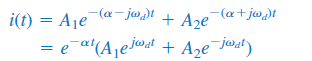 i(t) = A₁e^{−(α−jω_d)t} + A₂e^{−(α+jω_d)t}
= e^{−αt}(A₁e^{jω_d t} + A₂e^{−jω_d t})